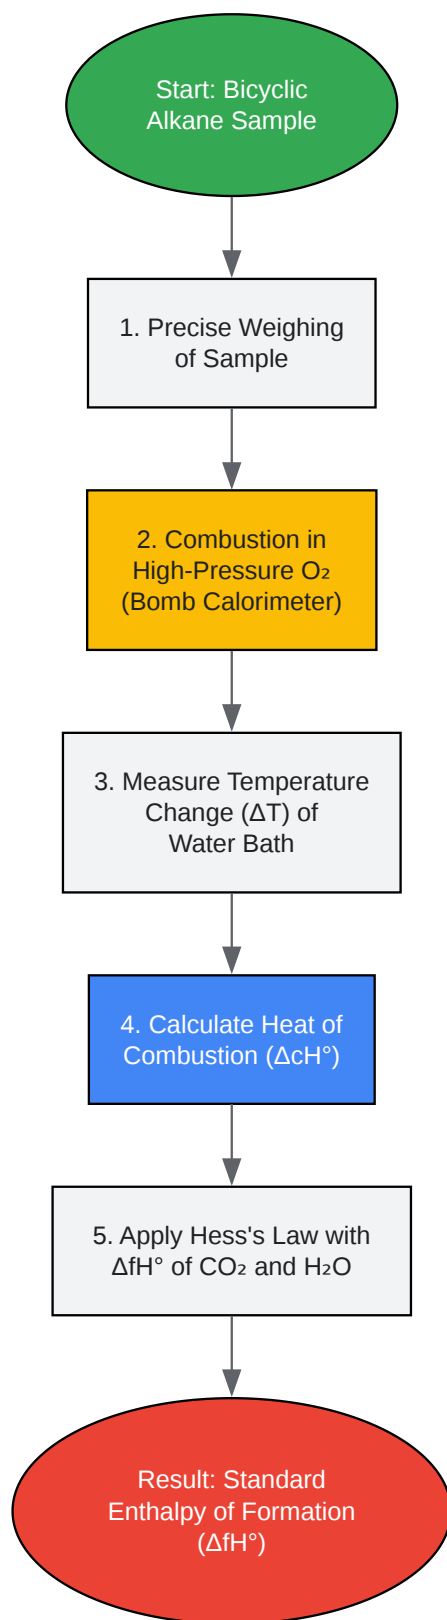 Start: Bicyclic
Alkane Sample
1. Precise Weighing
of Sample
2. Combustion in
High-Pressure O₂
(Bomb Calorimeter)
3. Measure Temperature
Change (ΔT) of
Water Bath
4. Calculate Heat of
Combustion (ΔcH°)
5. Apply Hess's Law with
ΔfH° of CO₂ and H₂O
Result: Standard
Enthalpy of Formation
(ΔfH°)